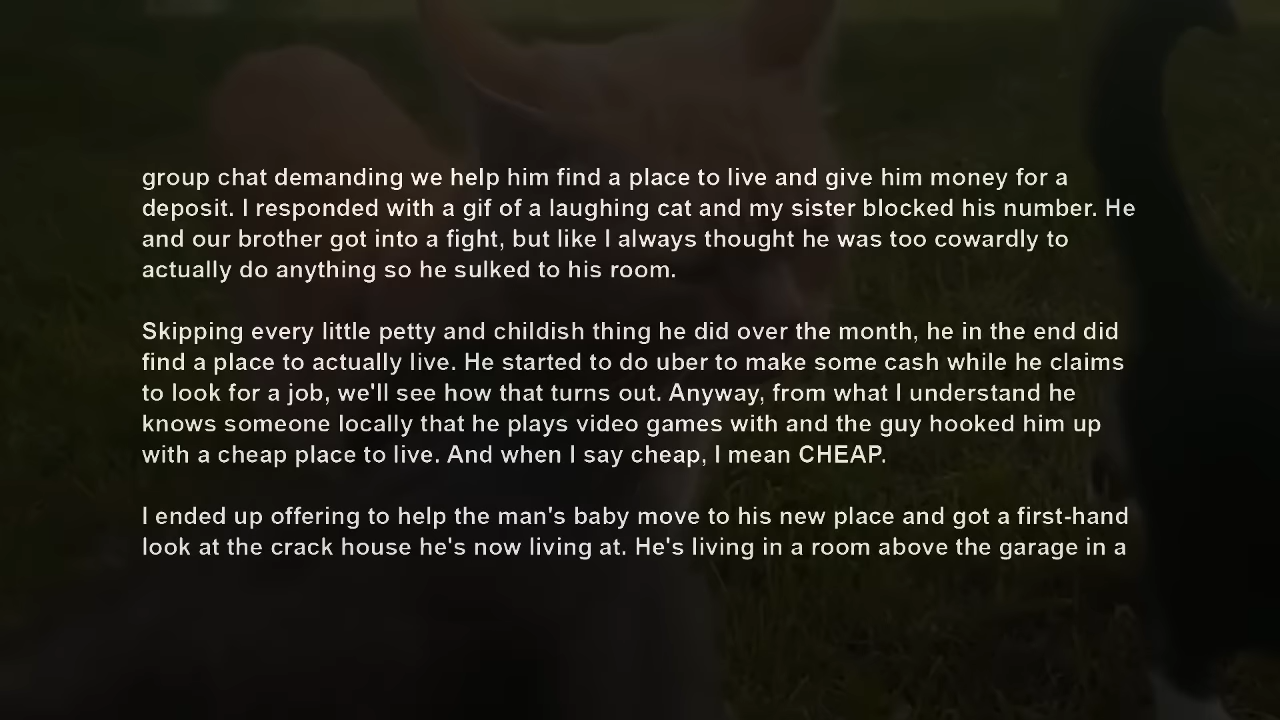 group chat demanding we help him find a place to live and give him money for a
deposit. I responded with a gif of a laughing cat and my sister blocked his number. He
and our brother got into a fight, but like I always thought he was too cowardly to
actually do anything so he sulked to his room.
Skipping every little petty and childish thing he did over the month, he in the end did
find a place to actually live. He started to do uber to make some cash while he claims
to look for a job, we'll see how that turns out. Anyway, from what I understand he
knows someone locally that he plays video games with and the guy hooked him up
with a cheap place to live. And when I say cheap, I mean CHEAP.
I ended up offering to help the man's baby move to his new place and got a first-hand
look at the crack house he's now living at. He's living in a room above the garage in a